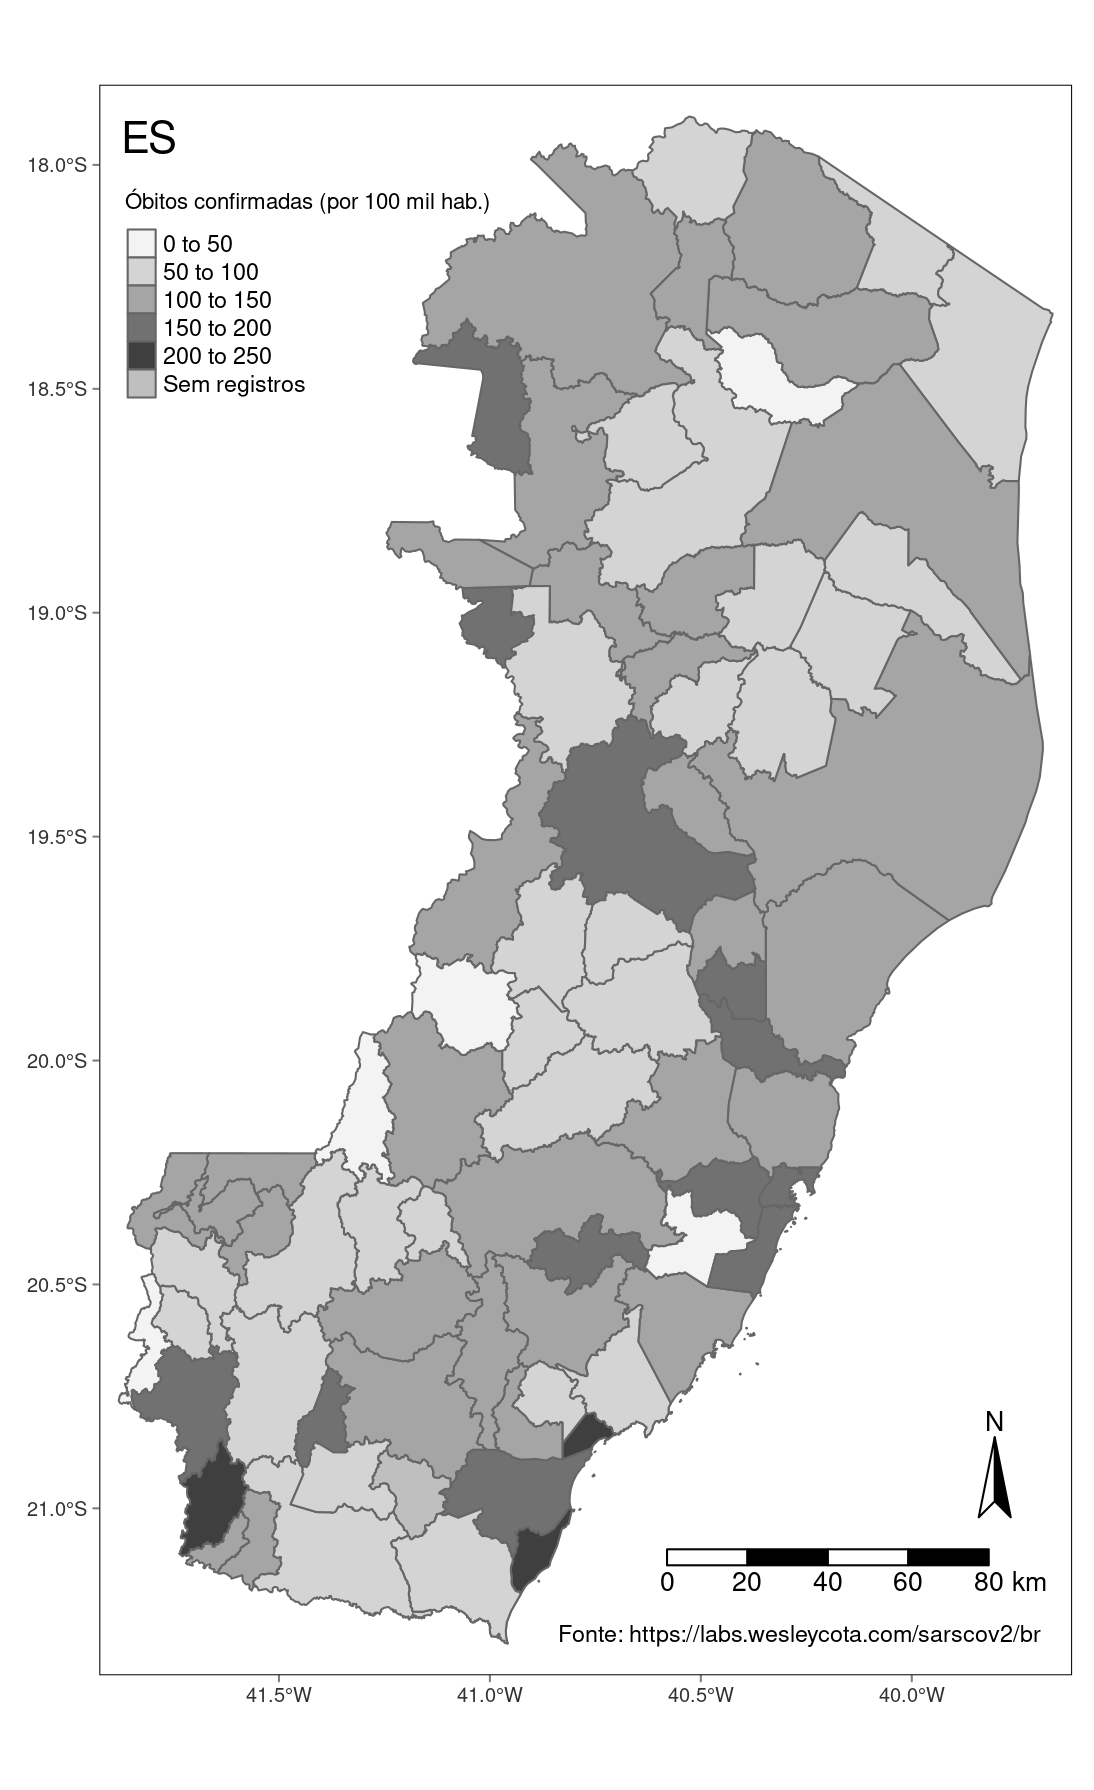 ES
Óbitos confirmadas (por 100 mil hab.)
0 to 50
50 to 100
100 to 150
150 to 200
200 to 250
Sem registros
18.0°S
18.5°S
19.0°S
19.5°S
20.0°S
20.5°S
21.0°S
N
0 20 40 60 80 km
Fonte: https://labs.wesleycota.com/sarscov2/br
41.5°W 41.0°W 40.5°W 40.0°W